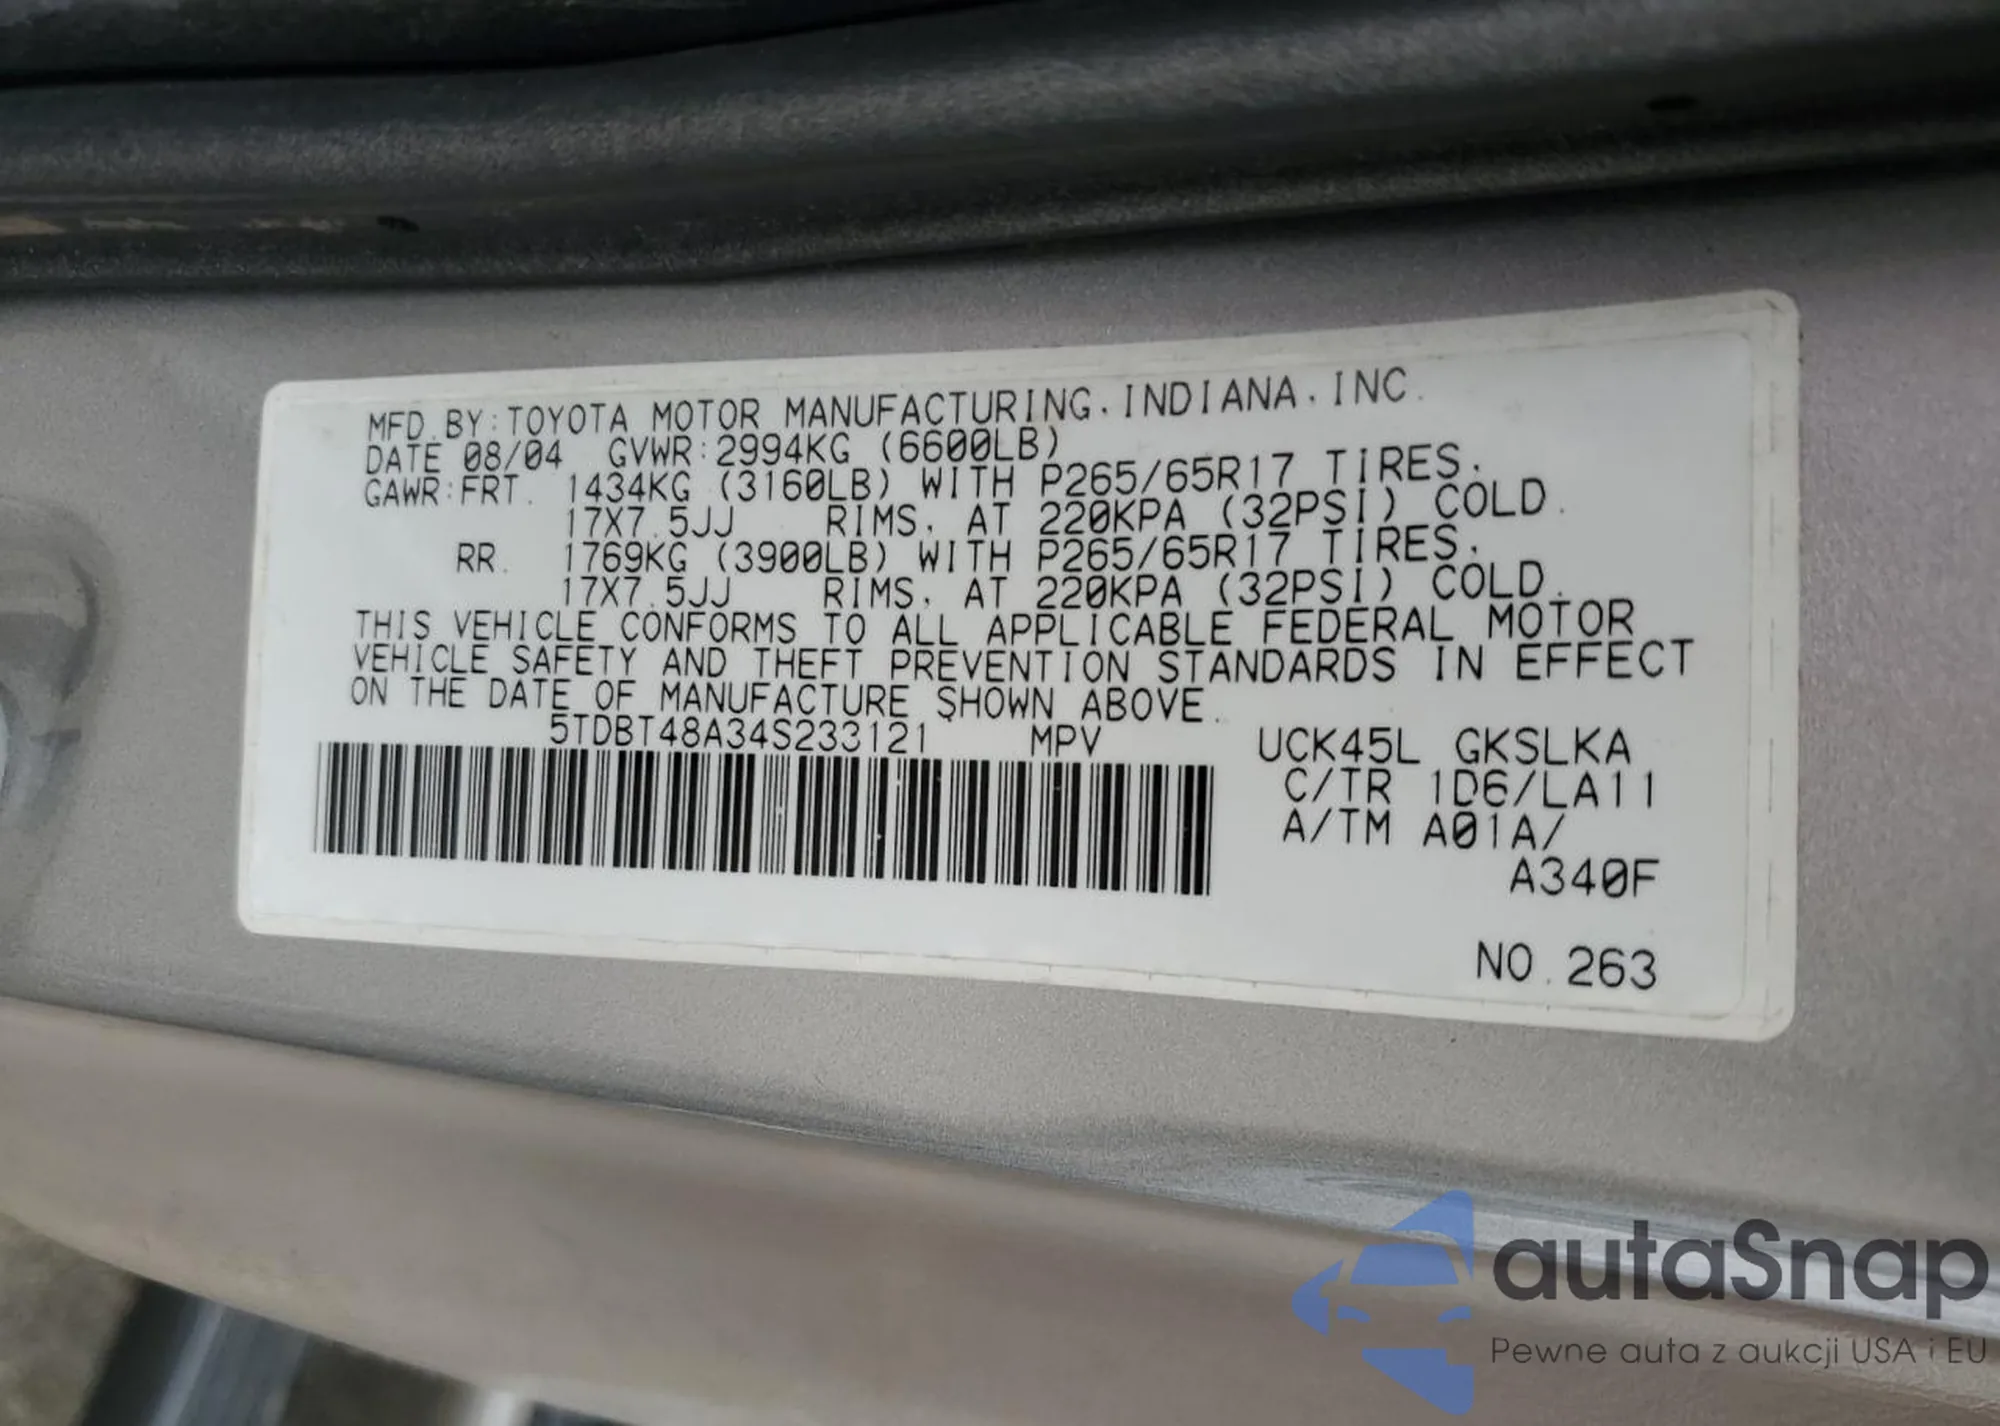 MFD. BY: TOYOTA MOTOR MANUFACTURING, INDIANA, INC.
DATE 08/04 GVWR: 2994KG (6600LB)
GAWR: FRT. 1434KG (3160LB) WITH P265/65R17 TIRES,
17X7.5JJ RIMS, AT 220KPA (32PSI) COLD.
RR. 1769KG (3900LB) WITH P265/65R17 TIRES,
17X7.5JJ RIMS, AT 220KPA (32PSI) COLD.
THIS VEHICLE CONFORMS TO ALL APPLICABLE FEDERAL MOTOR
VEHICLE SAFETY AND THEFT PREVENTION STANDARDS IN EFFECT
ON THE DATE OF MANUFACTURE SHOWN ABOVE.
5TDBT48A34S233121 MPV UCK45L GKSLKA
C/TR 1D6/LA11
A/TM A01A/
A340F
NO. 263
autaSnap
Pewne auta z aukcji USA i EU